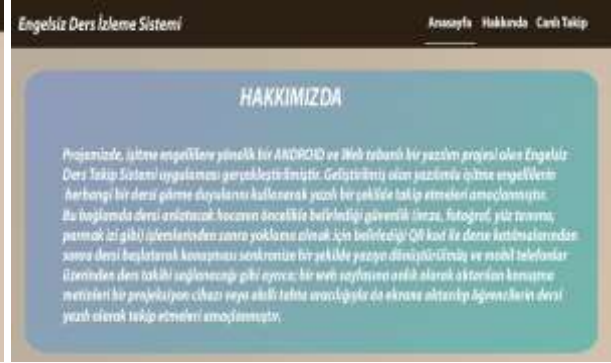 Engelsiz Ders İzleme Sistemi
Anasayfa Hakkında Canlı Takip
HAKKIMIZDA
Projemizde, işitme engellilere yönelik bir ANDROID ve Web tabanlı bir yazılım projesi olan Engelsiz
Ders Takip Sistemi uygulaması gerçekleştirilmiştir. Geliştirilmiş olan yazılımla işitme engellilerin
herhangi bir dersi görme duyularını kullanarak yazılı bir şekilde takip etmeleri amaçlanmıştır.
Bu bağlamda dersi anlatacak hocanın öncelikle belirlediği güvenlik (imza, fotoğraf, yüz tanıma,
parmak izi gibi) işlemlerinden sonra yoklama almak için belirlediği QR kod ile derse katılmalarından
sonra dersi başlatarak konuşması senkronize bir şekilde yazıya dönüştürülmüş ve mobil telefonlar
üzerinden ders takibi sağlanacağı gibi ayrıca; bir web sayfasına anlık olarak aktarılan konuşma
metinleri bir projeksiyon cihazı veya akıllı tahta aracılığıyla da ekrana aktarılıp öğrencilerin dersi
yazılı olarak takip etmeleri amaçlanmıştır.